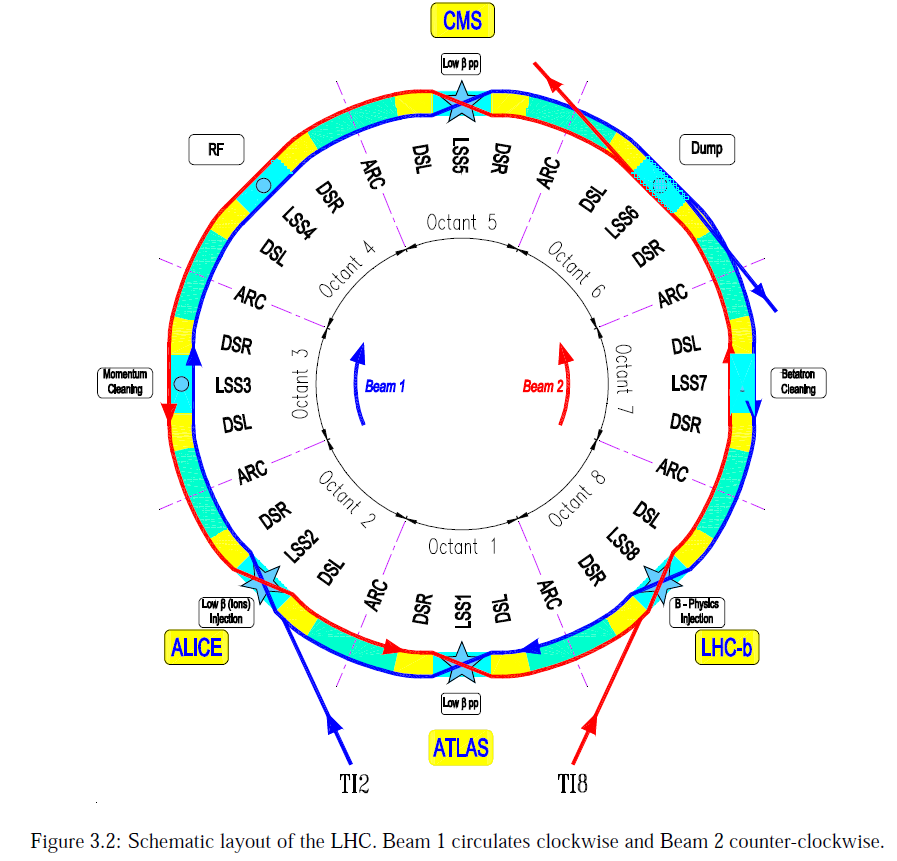 CMS
Low β pp
RF
Dump
DSL
LSS5
DSR
ARC
ARC
DSR
LSS4
DSL
DSL
LSS6
DSR
Octant 5
Octant 4
Octant 6
ARC
ARC
DSR
LSS3
DSL
Momentum
Cleaning
Octant 3
Beam 1
Beam 2
Octant 7
DSL
LSS7
DSR
Betatron
Cleaning
ARC
ARC
Octant 2
Octant 8
Octant 1
DSR
LSS2
DSL
DSL
LSS8
DSR
ARC
ARC
DSR
LSS1
DSL
Low β (Ions)
Injection
B - Physics
Injection
ALICE
LHC-b
Low β pp
ATLAS
TI2
TI8
Figure 3.2: Schematic layout of the LHC. Beam 1 circulates clockwise and Beam 2 counter-clockwise.